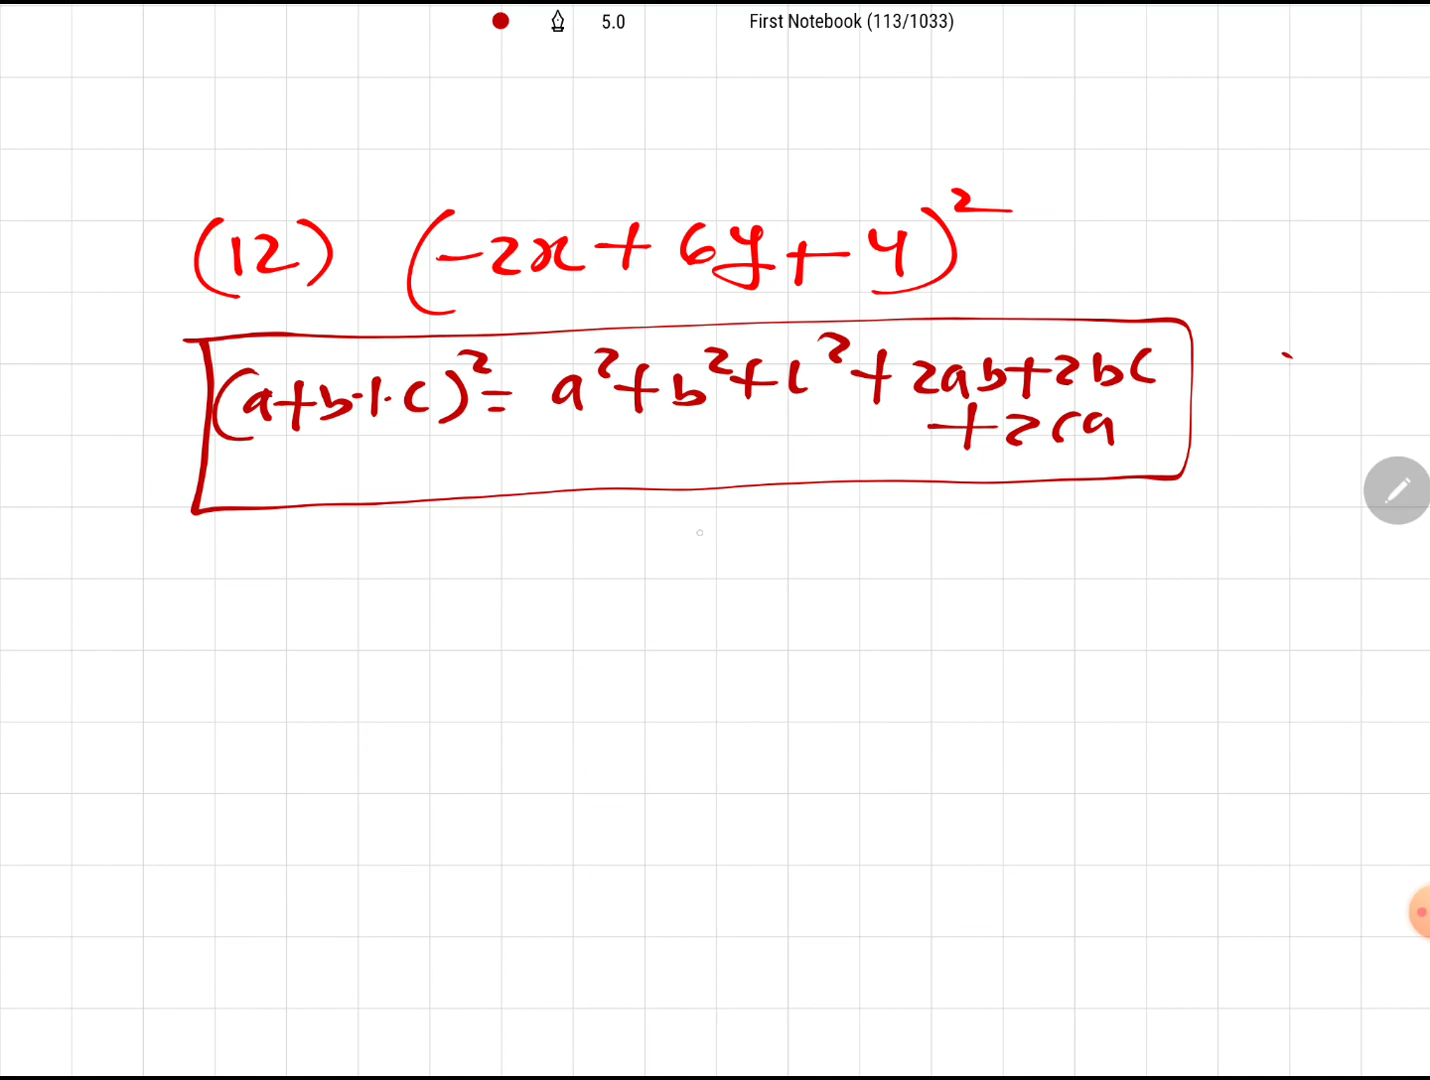 5.0 First Notebook (113/1033)
(12) (-2x + 6y + 4)²
(a+b+c)² = a²+b²+c²+2ab+2bc
+2ca